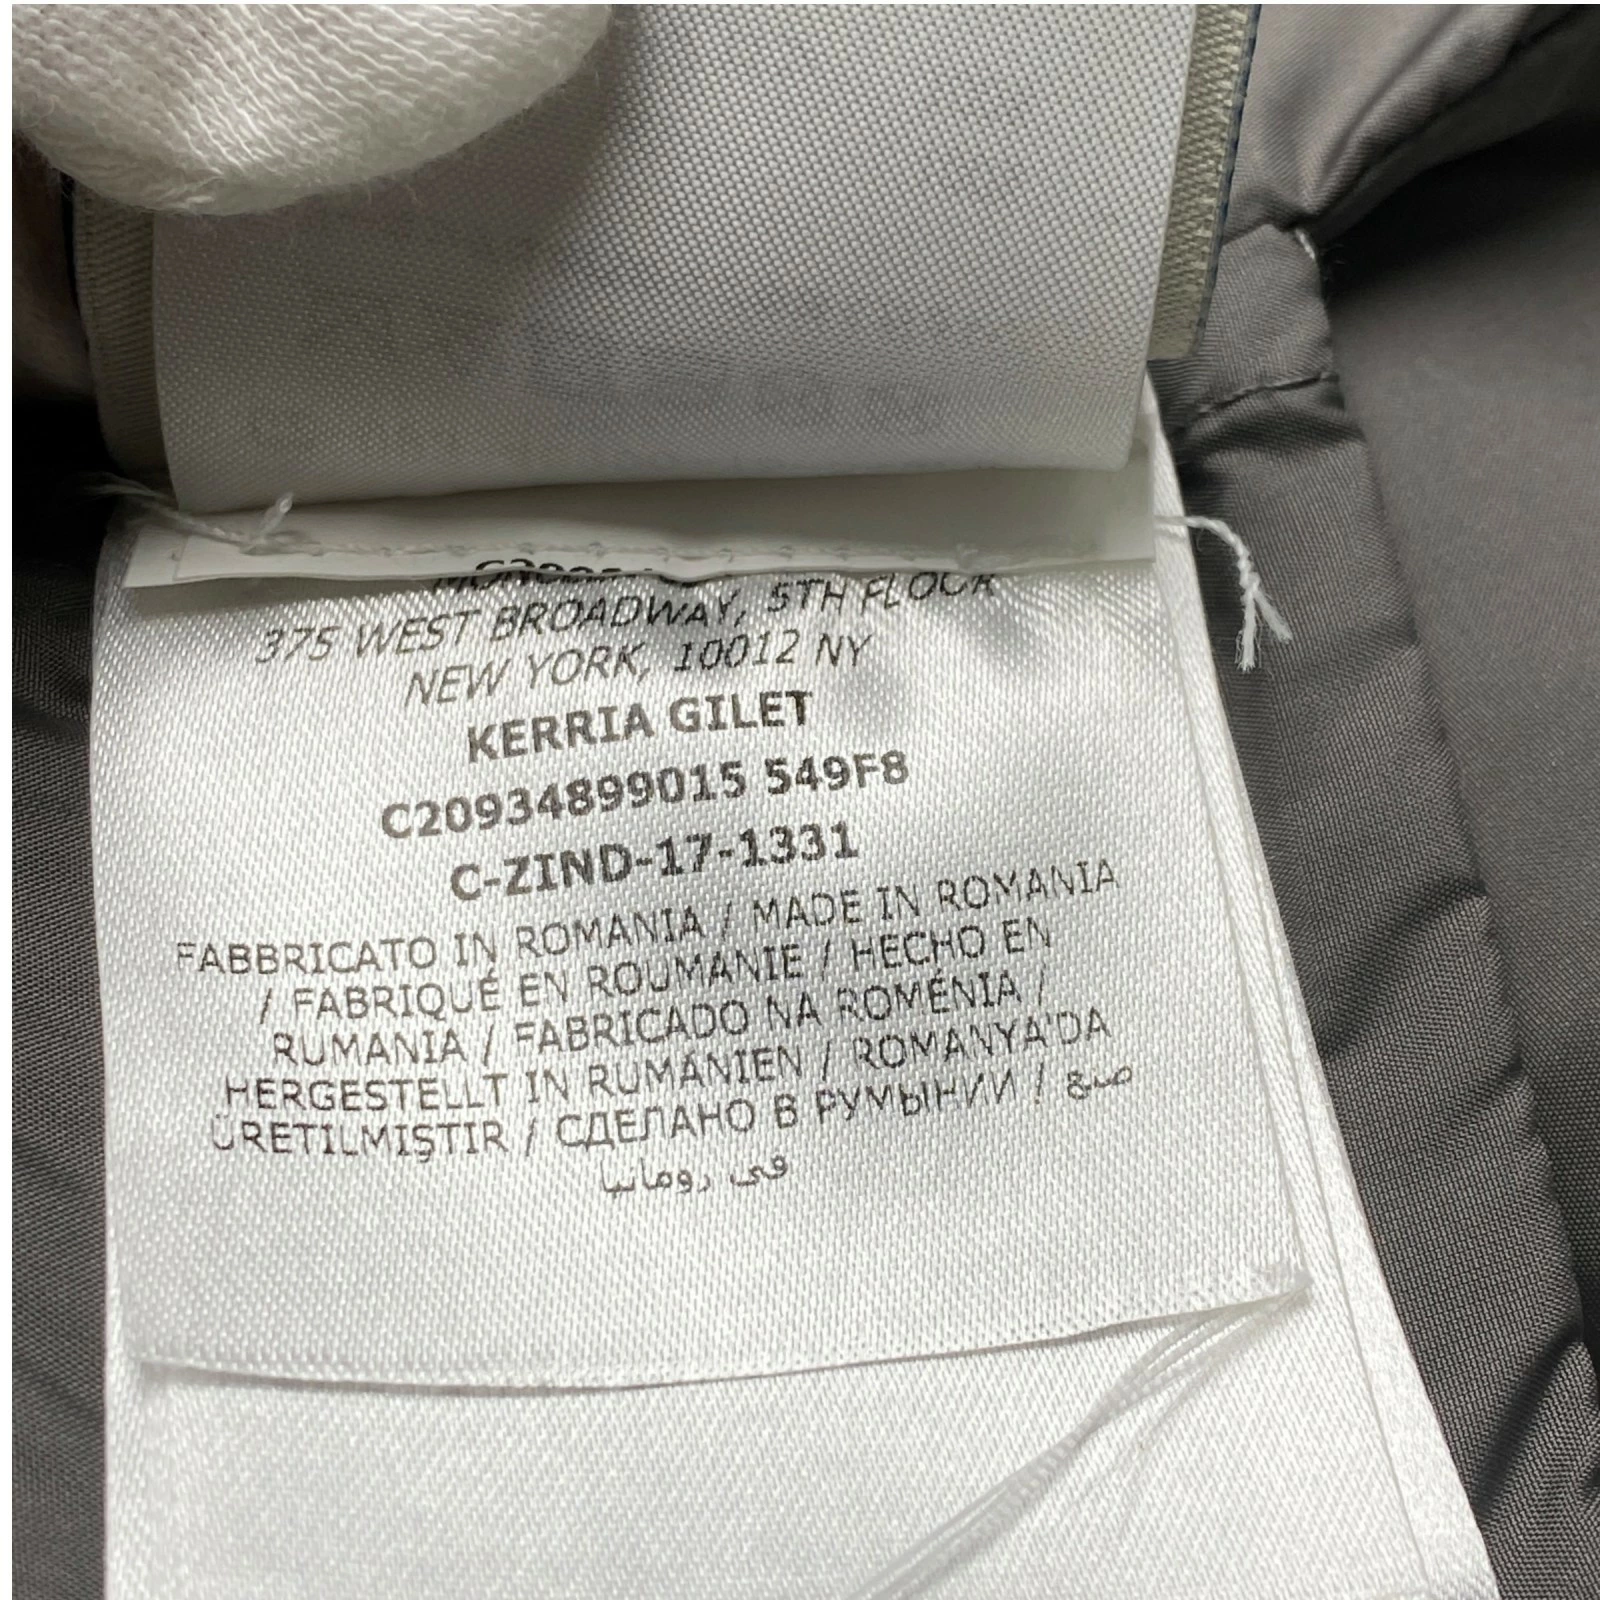 375 WEST BROADWAY, 5TH FLOOR
NEW YORK, 10012 NY
KERRIA GILET
C20934899015 549F8
C-ZIND-17-1331
FABBRICATO IN ROMANIA / MADE IN ROMANIA
/ FABRIQUÉ EN ROUMANIE / HECHO EN
RUMANIA / FABRICADO NA ROMÉNIA /
HERGESTELLT IN RUMÄNIEN / ROMANYA'DA
ÜRETILMIŞTIR / СДЕЛАНО В РУМЫНИИ / صنع
في رومانيا